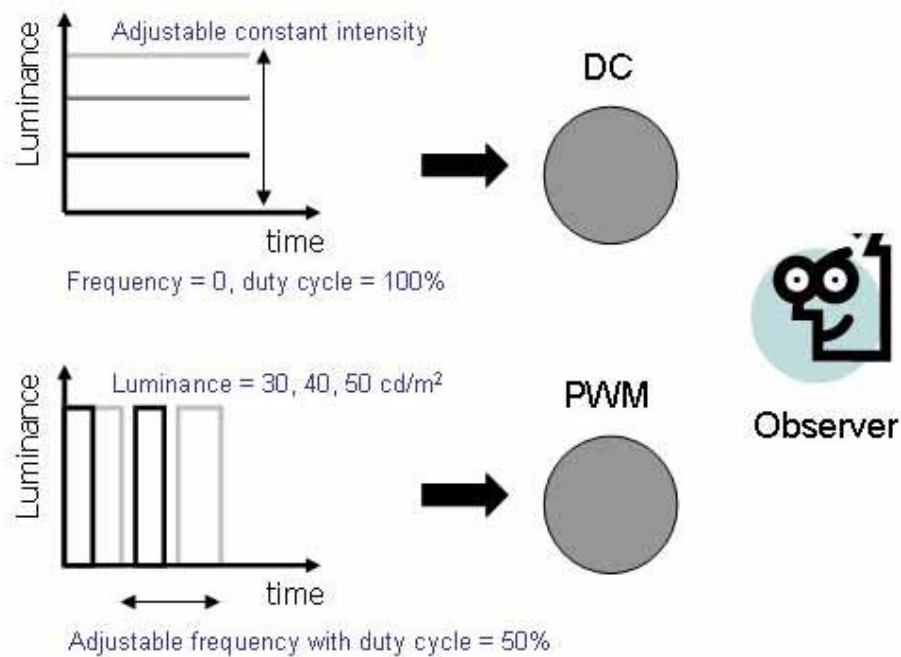 Luminance
Adjustable constant intensity
time
Frequency = 0, duty cycle = 100%
DC
Luminance
Luminance = 30, 40, 50 cd/m²
time
Adjustable frequency with duty cycle = 50%
PWM
Observer